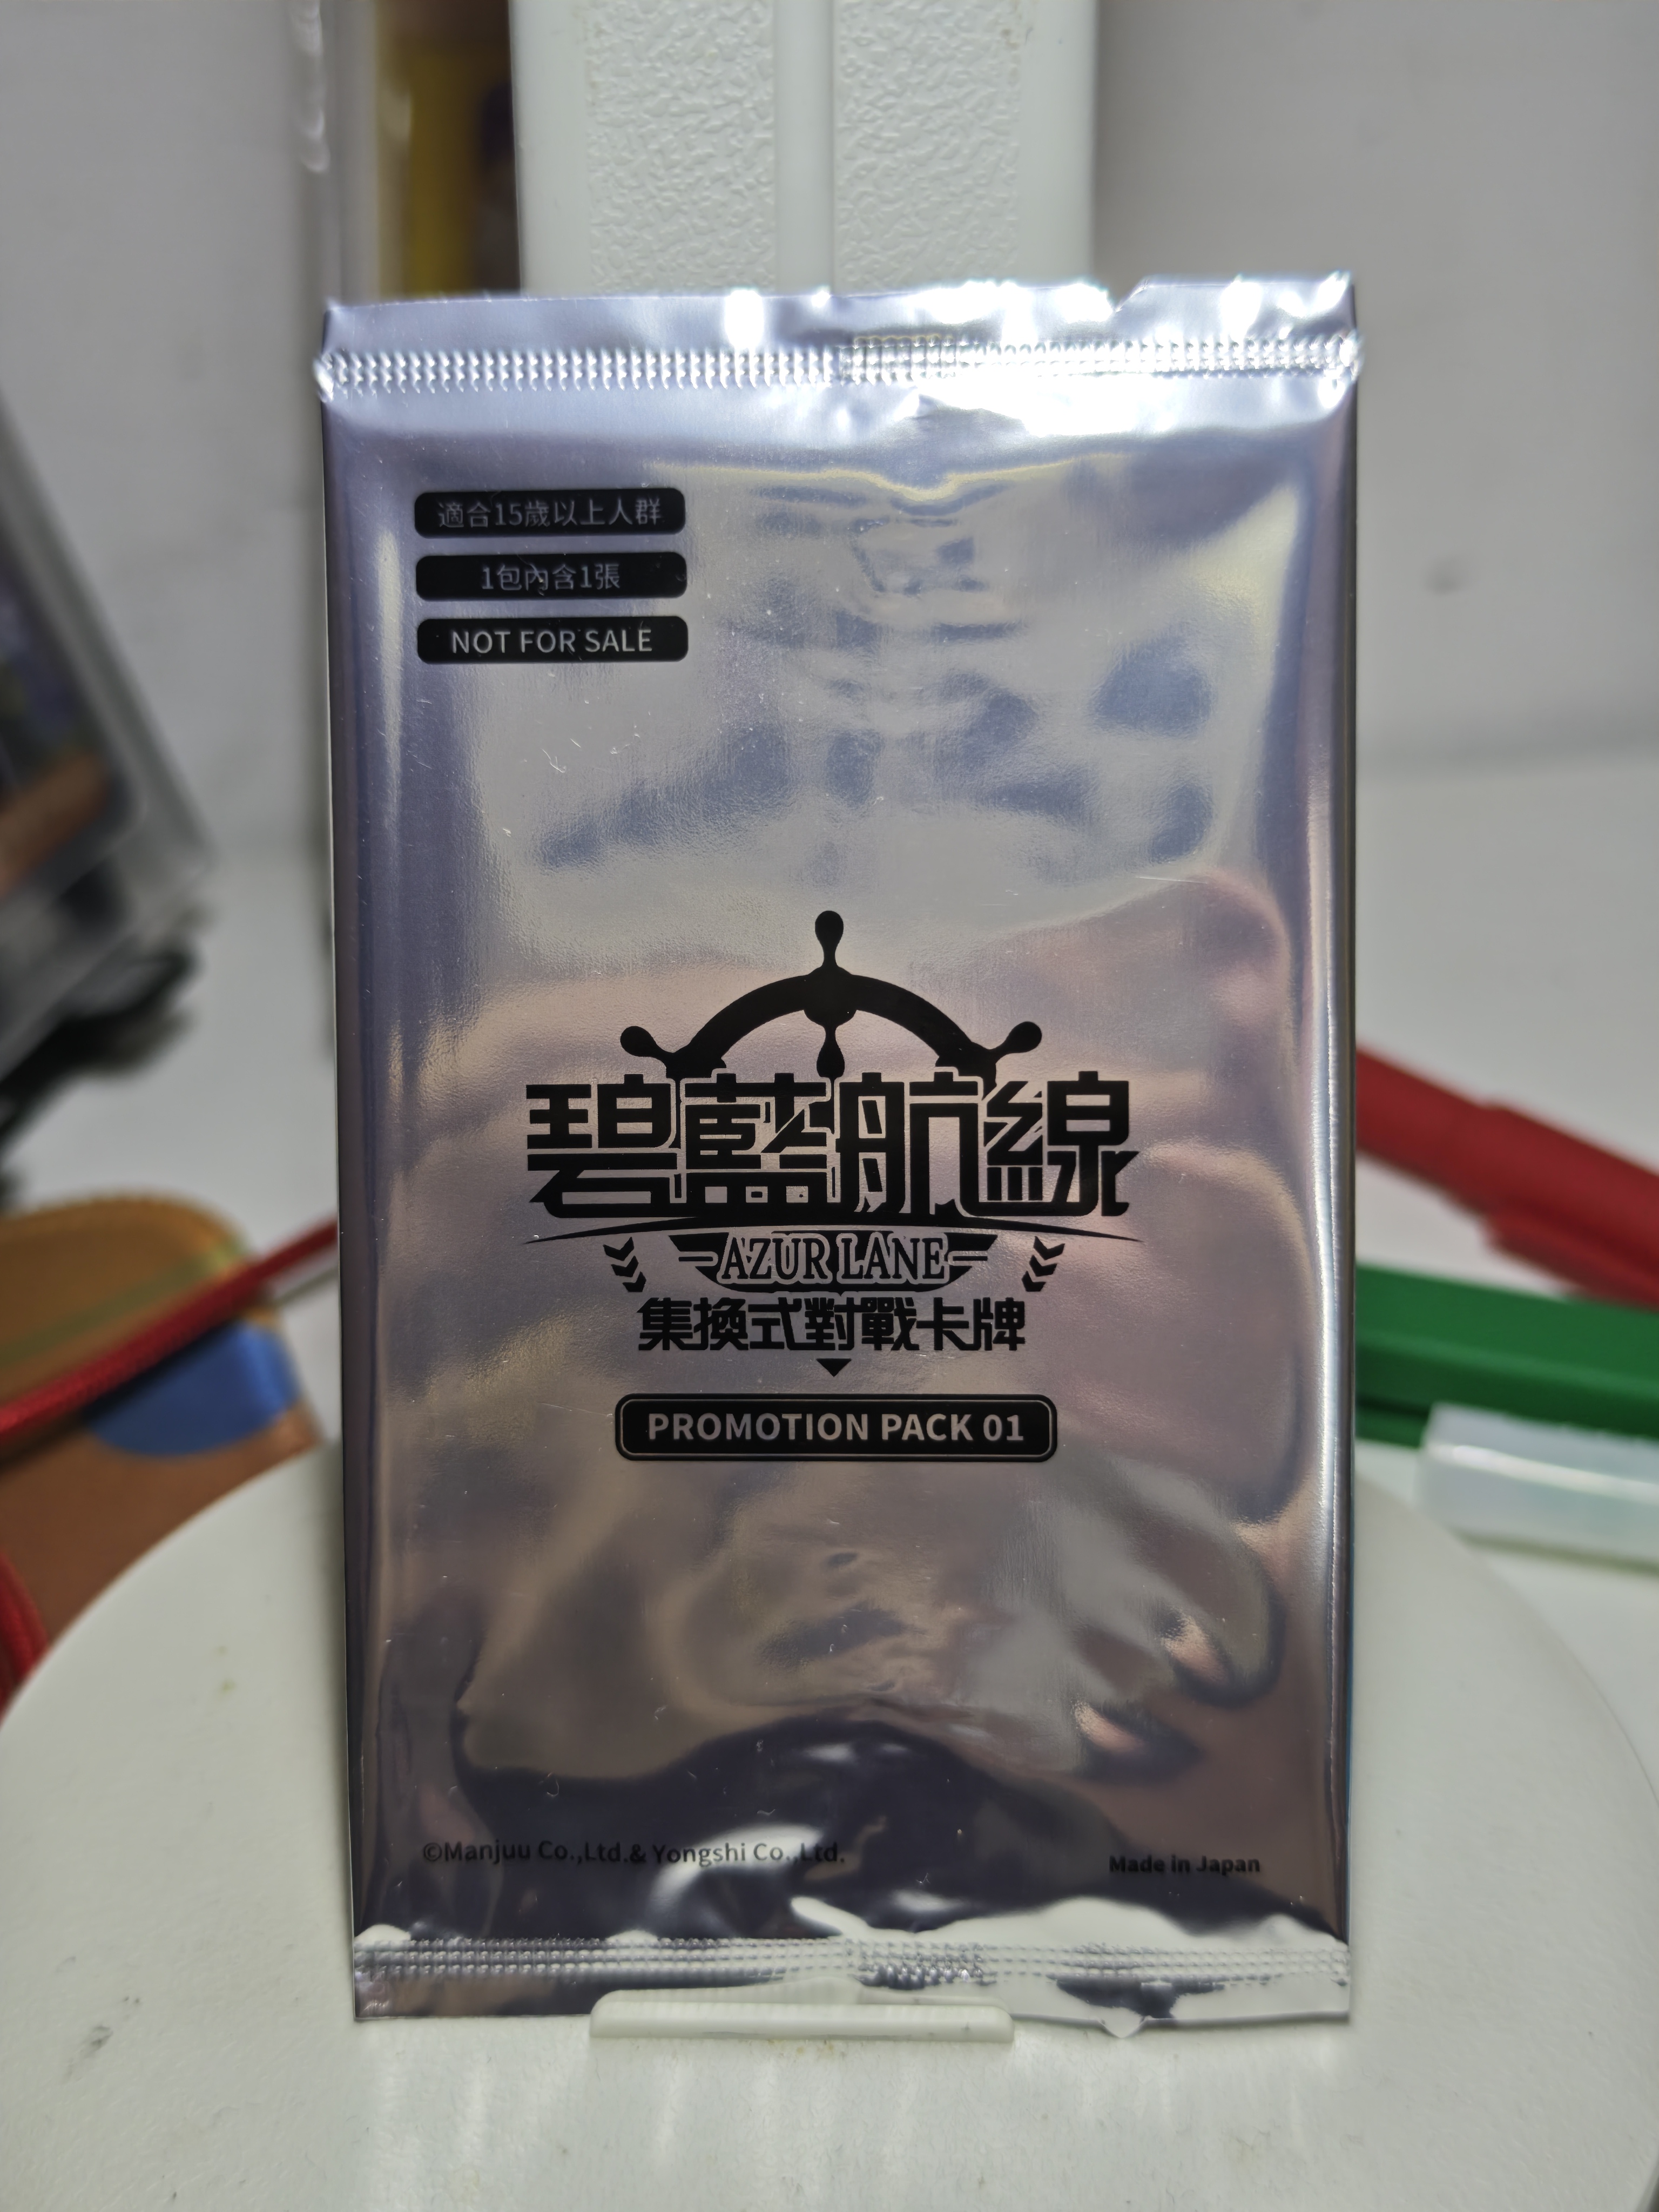 適合15歲以上人群
1包內含1張
NOT FOR SALE
碧藍航線
AZUR LANE
集換式對戰卡牌
PROMOTION PACK 01
©Manjuu Co.,Ltd.& Yongshi Co.,Ltd.
Made in Japan